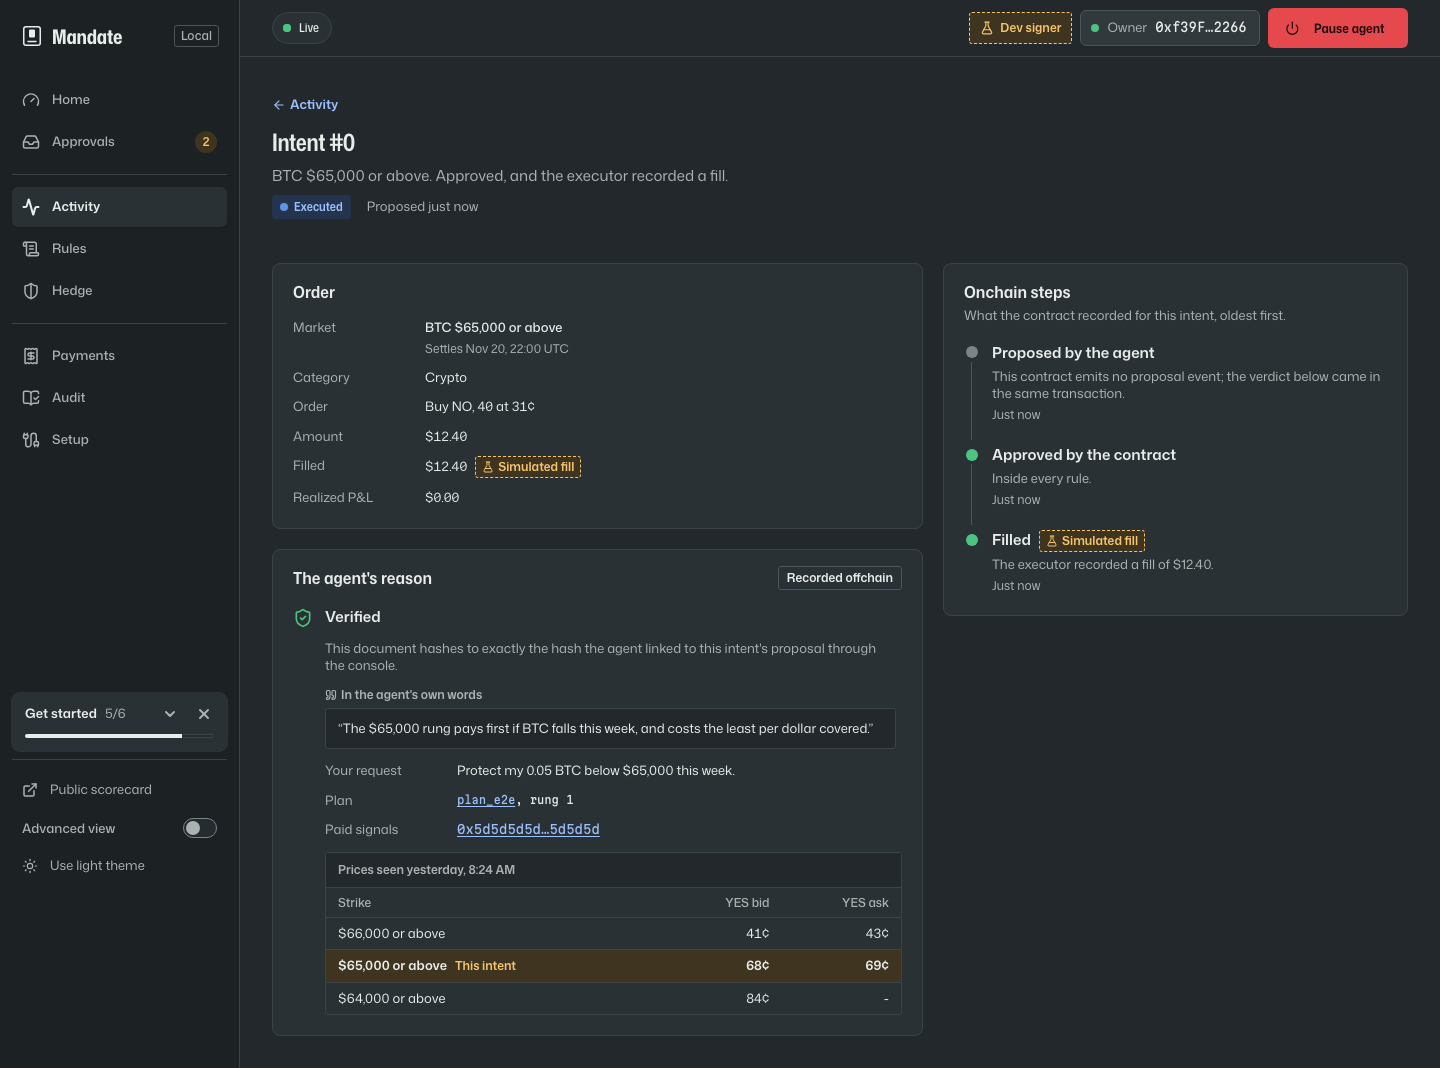 Mandate
Local
Home
Approvals
2
Activity
Rules
Hedge
Payments
Audit
Setup
Get started 5/6
Public scorecard
Advanced view
Use light theme
Live
Dev signer
Owner 0xf39F…2266
Pause agent
← Activity
Intent #0
BTC $65,000 or above. Approved, and the executor recorded a fill.
Executed
Proposed just now
Order
Market
BTC $65,000 or above
Settles Nov 20, 22:00 UTC
Category
Crypto
Order
Buy NO, 40 at 31¢
Amount
$12.40
Filled
$12.40
Simulated fill
Realized P&L
$0.00
The agent's reason
Recorded offchain
Verified
This document hashes to exactly the hash the agent linked to this intent's proposal through
the console.
In the agent's own words
“The $65,000 rung pays first if BTC falls this week, and costs the least per dollar covered.”
Your request
Protect my 0.05 BTC below $65,000 this week.
Plan
plan_e2e, rung 1
Paid signals
0x5d5d5d5d…5d5d5d
Prices seen yesterday, 8:24 AM
Strike
YES bid
YES ask
$66,000 or above
41¢
43¢
$65,000 or above This intent
68¢
69¢
$64,000 or above
84¢
-
Onchain steps
What the contract recorded for this intent, oldest first.
Proposed by the agent
This contract emits no proposal event; the verdict below came in
the same transaction.
Just now
Approved by the contract
Inside every rule.
Just now
Filled
Simulated fill
The executor recorded a fill of $12.40.
Just now